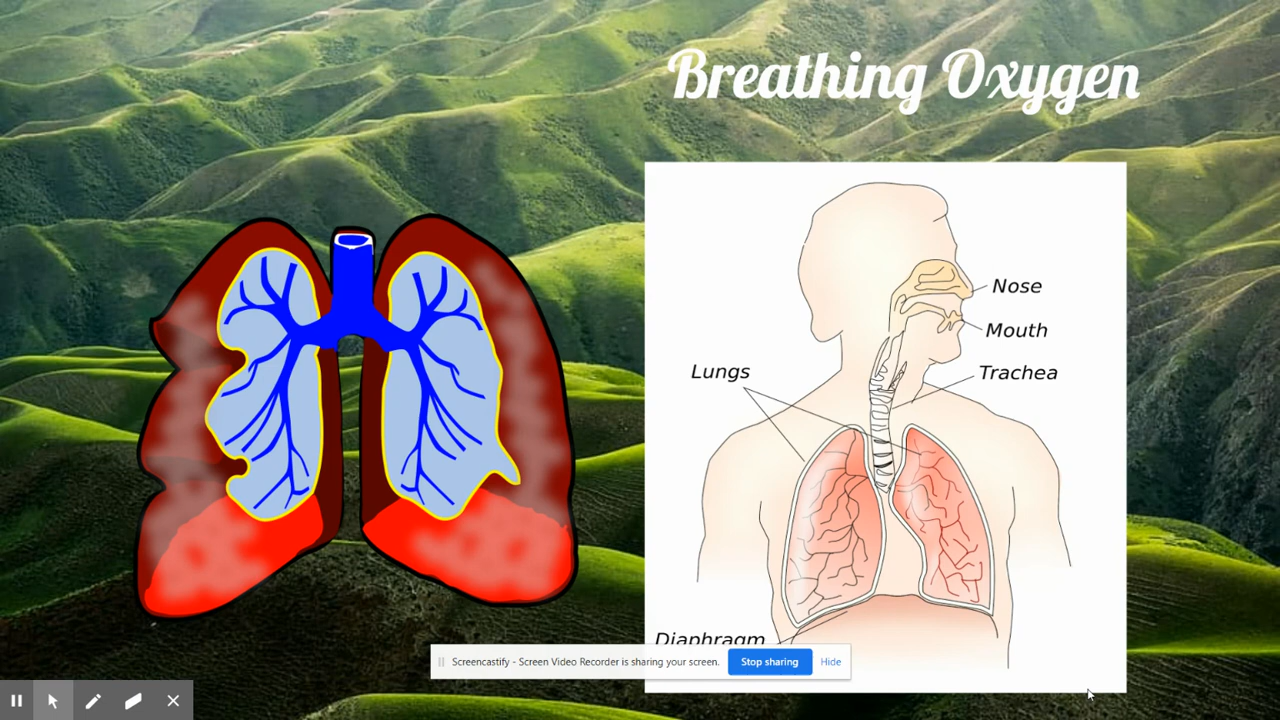 Breathing Oxygen
Nose
Mouth
Lungs
Trachea
Diaphragm
Screencastify - Screen Video Recorder is sharing your screen. Stop sharing Hide